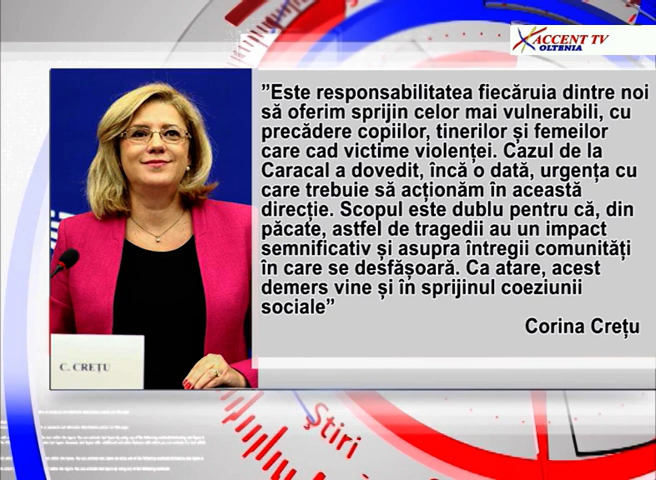 ACCENT TV
OLTENIA
”Este responsabilitatea fiecăruia dintre noi
să oferim sprijin celor mai vulnerabili, cu
precădere copiilor, tinerilor și femeilor
care cad victime violenței. Cazul de la
Caracal a dovedit, încă o dată, urgența cu
care trebuie să acționăm în această
direcție. Scopul este dublu pentru că, din
păcate, astfel de tragedii au un impact
semnificativ și asupra întregii comunități
în care se desfășoară. Ca atare, acest
demers vine și în sprijinul coeziunii
sociale”
Corina Crețu
C. CREȚU
Știri